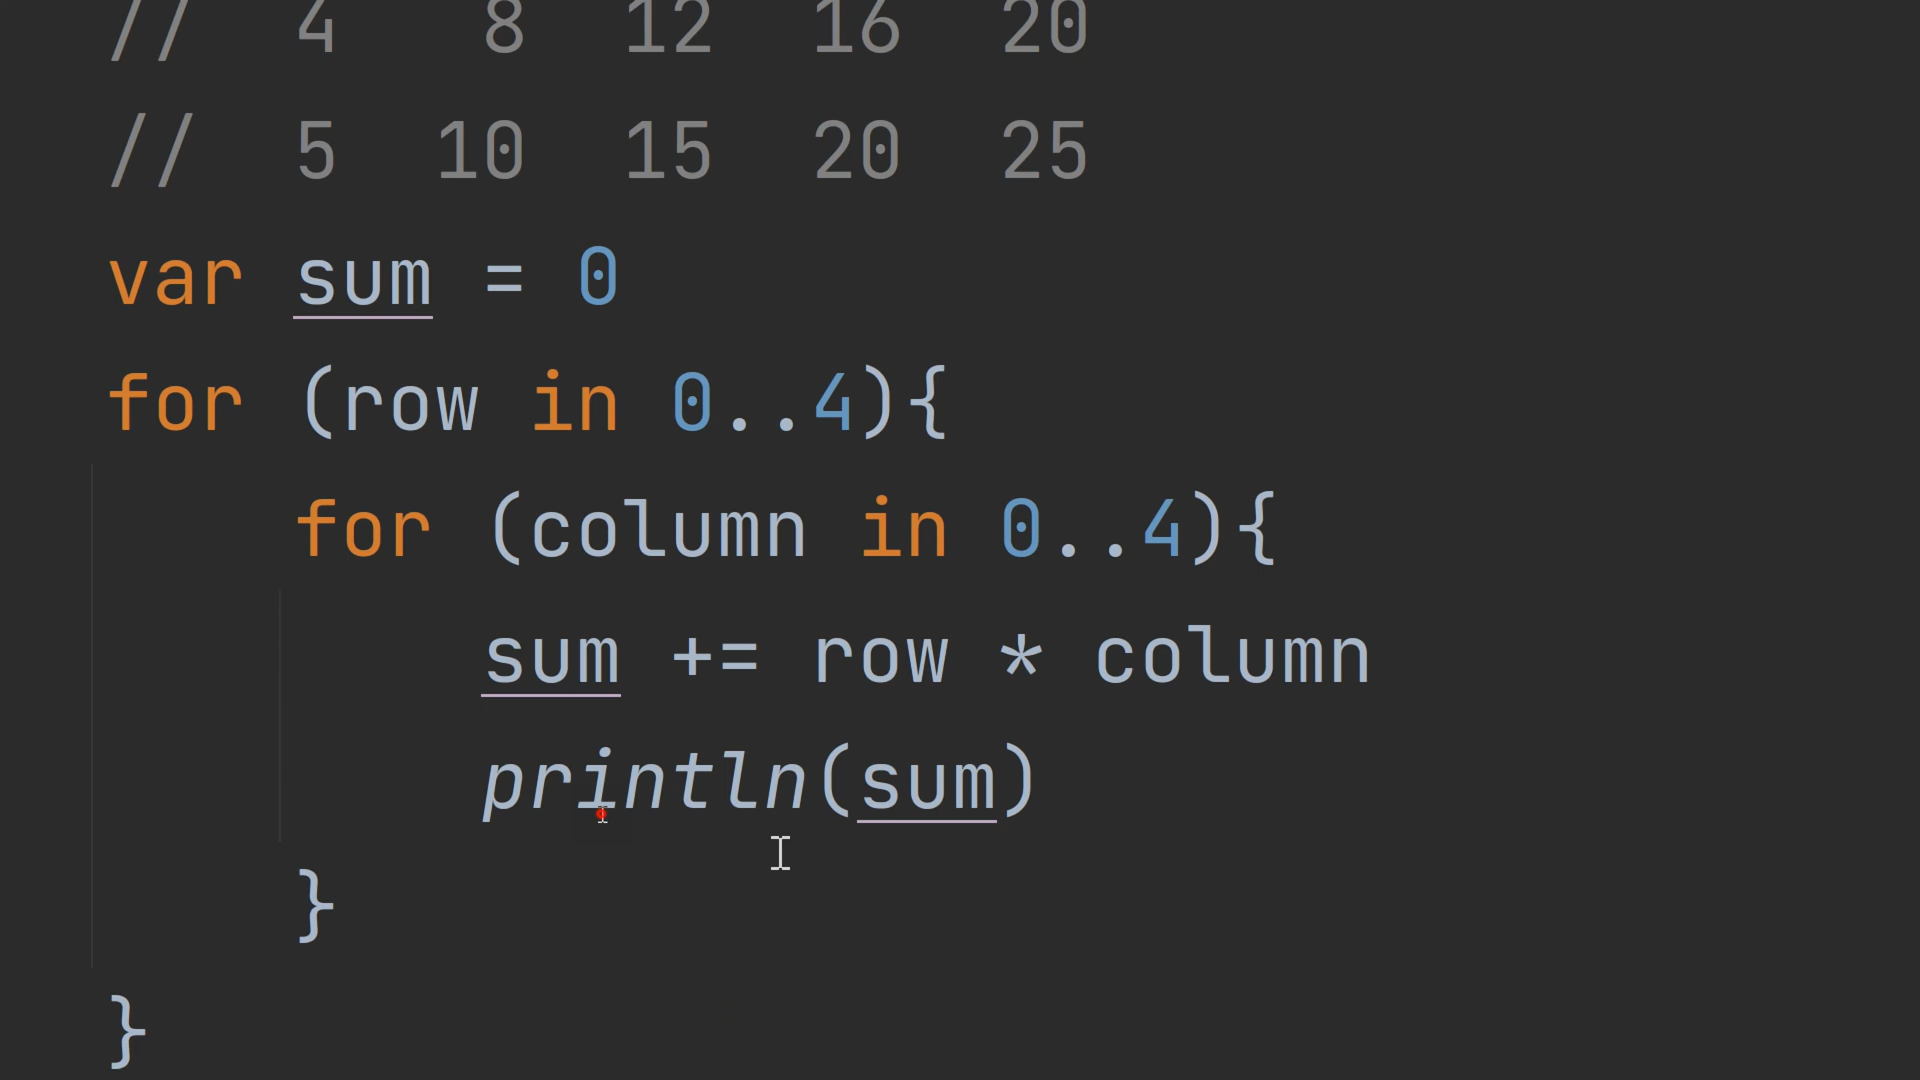 //  4   8  12  16  20
//  5  10  15  20  25
var sum = 0
for (row in 0..4){
    for (column in 0..4){
        sum += row * column
        println(sum)
    }
}